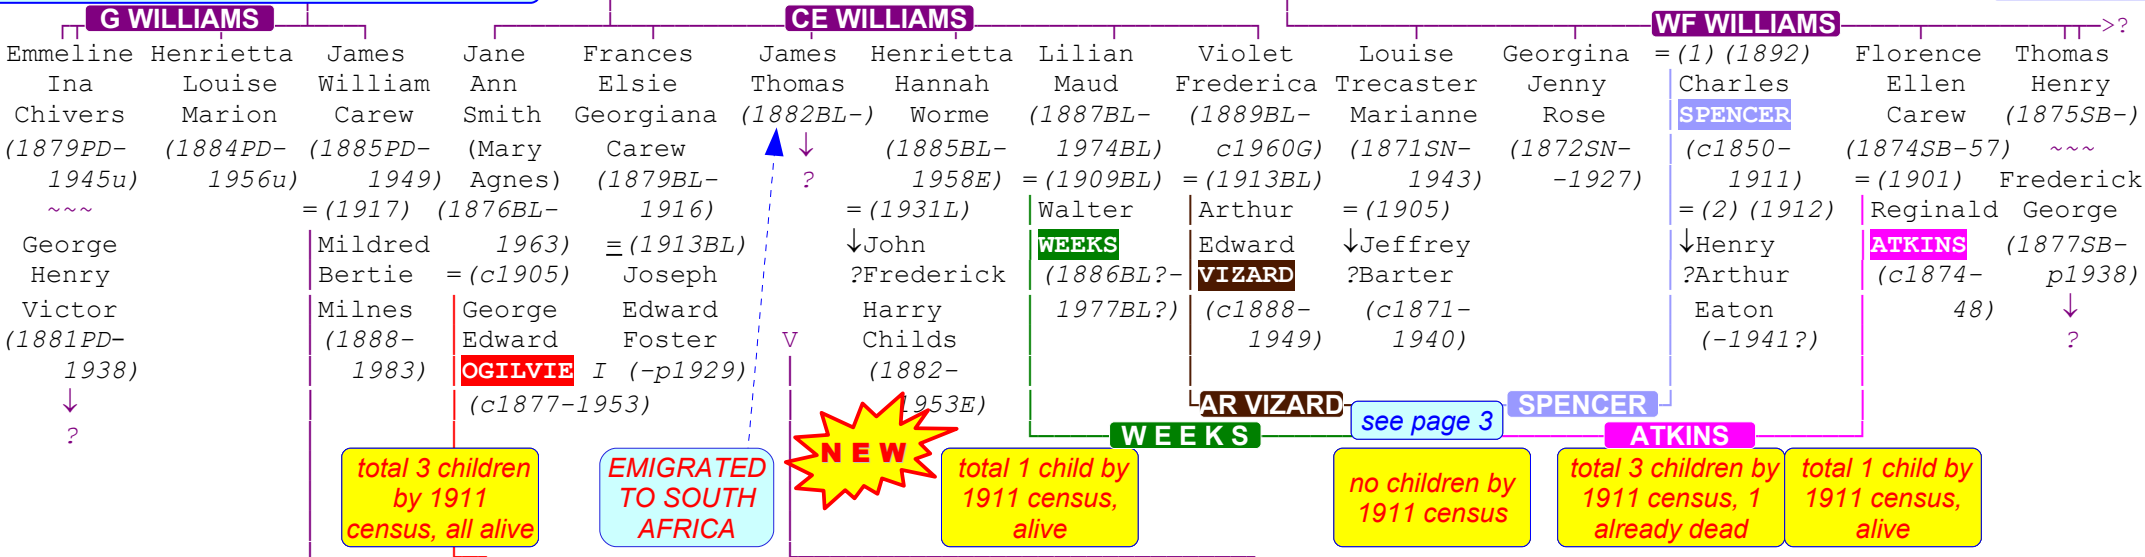 G WILLIAMS
CE WILLIAMS
WF WILLIAMS
>?
Emmeline
Ina
Chivers
(1879PD-
1945u)
~~~
George
Henry
Victor
(1881PD-
1938)
↓
?
Henrietta
Louise
Marion
(1884PD-
1956u)
James
William
Carew
(1885PD-
1949)
=(1917)
Mildred
Bertie
Milnes
(1888-
1983)
Jane
Ann
Smith
(Mary
Agnes)
(1876BL-
1963)
=(c1905)
George
Edward
OGILVIE
(c1877-1953)
Frances
Elsie
Georgiana
Carew
(1879BL-
1916)
=(1913BL)
Joseph
Edward
Foster
I (-p1929)
James
Thomas
(1882BL-)
↓
?
V
Henrietta
Hannah
Worme
(1885BL-
1958E)
=(1931L)
↓John
?Frederick
Harry
Childs
(1882-
1953E)
Lilian
Maud
(1887BL-
1974BL)
=(1909BL)
Walter
WEEKS
(1886BL?-
1977BL?)
Violet
Frederica
(1889BL-
c1960G)
=(1913BL)
Arthur
Edward
VIZARD
(c1888-
1949)
Louise
Trecaster
Marianne
(1871SN-
1943)
=(1905)
↓Jeffrey
?Barter
(c1871-
1940)
Georgina
Jenny
Rose
(1872SN-
-1927)
=(1)(1892)
Charles
SPENCER
(c1850-
1911)
=(2)(1912)
↓Henry
?Arthur
Eaton
(-1941?)
Florence
Ellen
Carew
(1874SB-57)
=(1901)
Reginald
ATKINS
(c1874-
48)
Thomas
Henry
(1875SB-)
~~~
Frederick
George
(1877SB-
p1938)
↓
?
AR VIZARD
see page 3
SPENCER
WEEKS
ATKINS
total 3 children
by 1911
census, all alive
EMIGRATED
TO SOUTH
AFRICA
NEW
total 1 child by
1911 census,
alive
no children by
1911 census
total 3 children by
1911 census, 1
already dead
total 1 child by
1911 census,
alive